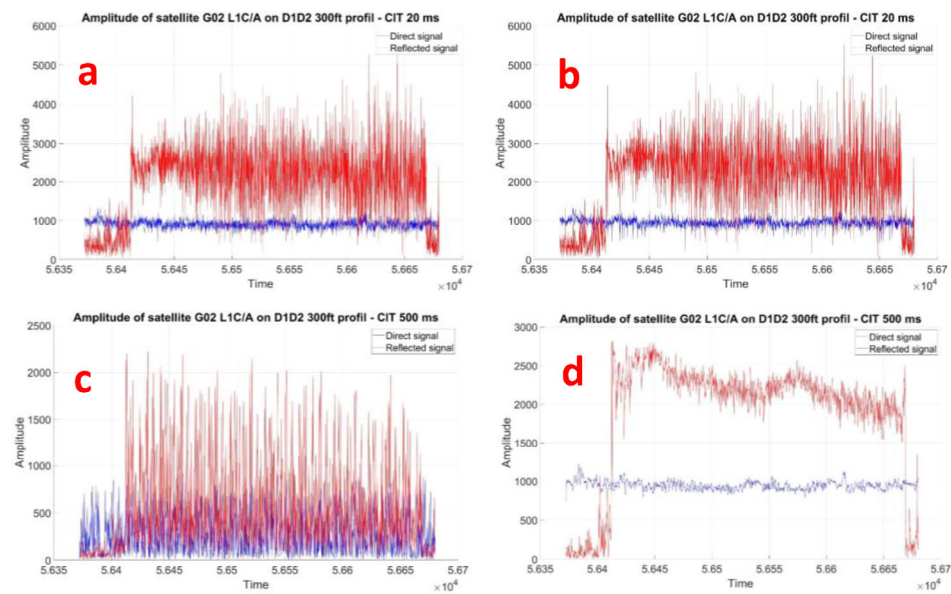 Amplitude of satellite G02 L1C/A on D1D2 300ft profil - CIT 20 ms
6000
5000
4000
3000
2000
1000
0
Amplitude
a
Direct signal
Reflected signal
5.635
5.64
5.645
5.65
5.655
5.66
5.665
5.67
Time
×10⁴
Amplitude of satellite G02 L1C/A on D1D2 300ft profil - CIT 20 ms
6000
5000
4000
3000
2000
1000
0
Amplitude
b
Direct signal
Reflected signal
5.635
5.64
5.645
5.65
5.655
5.66
5.665
5.67
Time
×10⁴
Amplitude of satellite G02 L1C/A on D1D2 300ft profil - CIT 500 ms
2500
2000
1500
1000
500
0
Amplitude
c
Direct signal
Reflected signal
5.635
5.64
5.645
5.65
5.655
5.66
5.665
5.67
Time
×10⁴
Amplitude of satellite G02 L1C/A on D1D2 300ft profil - CIT 500 ms
3000
2500
2000
1500
1000
500
0
Amplitude
d
Direct signal
Reflected signal
5.635
5.64
5.645
5.65
5.655
5.66
5.665
5.67
Time
×10⁴